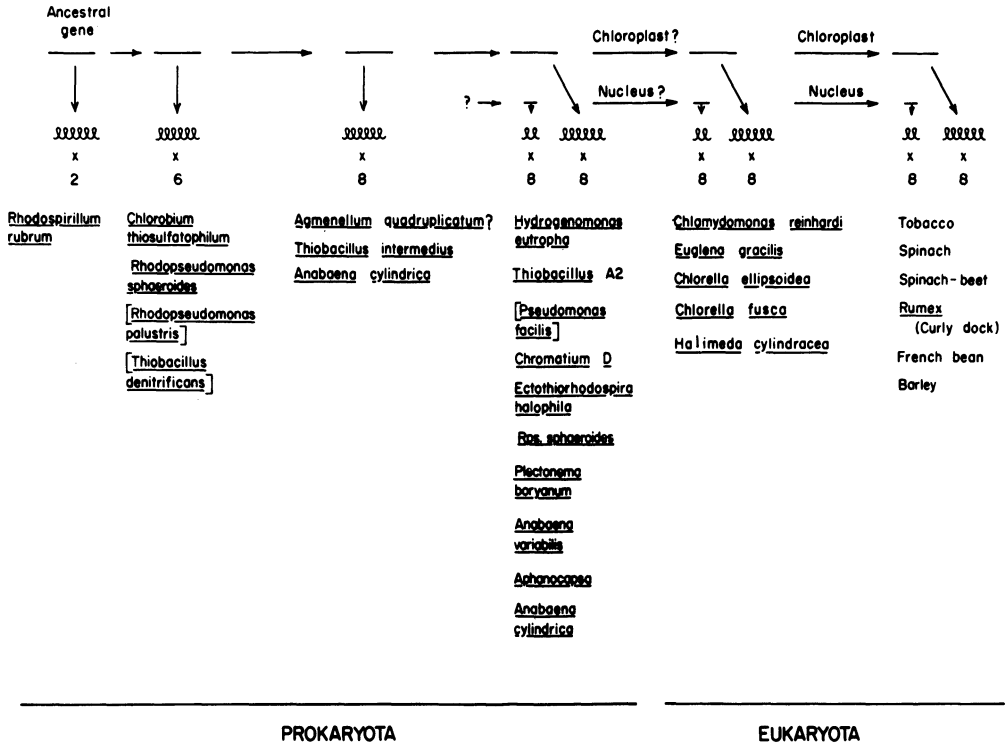 Ancestral
gene
Chloroplast?
Chloroplast
?
Nucleus?
Nucleus
x
x
x
x
x
x
x
x
x
2
6
8
8
8
8
8
8
8
Rhodospirillum
rubrum
Chlorobium
thiosulfatophilum
Rhodopseudomonas
sphaeroides
[Rhodopseudomonas
palustris]
[Thiobacillus
denitrificans]
Agmenellum quadruplicatum?
Thiobacillus intermedius
Anabaena cylindrica
Hydrogenomonas
eutropha
Thiobacillus A2
[Pseudomonas
facilis]
Chromatium D
Ectothiorhodospira
halophila
Rps. sphaeroides
Plectonema
boryanum
Anabaena
variabilis
Aphanocapsa
Anabaena
cylindrica
Chlamydomonas reinhardi
Euglena gracilis
Chlorella ellipsoidea
Chlorella fusca
Halimeda cylindracea
Tobacco
Spinach
Spinach-beet
Rumex
(Curly dock)
French bean
Barley
PROKARYOTA
EUKARYOTA